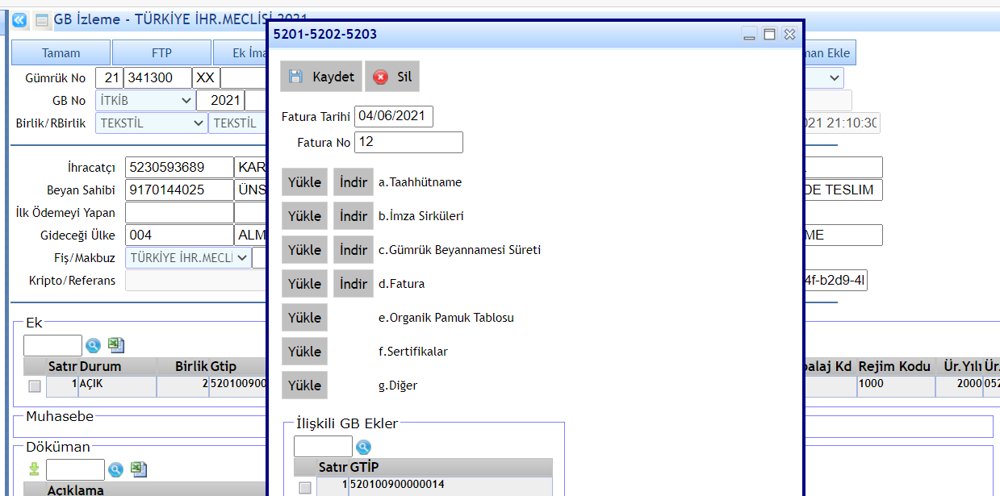 GB İzleme - TÜRKİYE İHR.MECLİSİ 2021
Tamam FTP Ek İma
Gümrük No 21 341300 XX
GB No İTKİB 2021
Birlik/RBirlik TEKSTİL TEKSTİL
İhracatçı 5230593689 KAR
Beyan Sahibi 9170144025 ÜNS
İlk Ödemeyi Yapan
Gideceği Ülke 004 ALM
Fiş/Makbuz TÜRKİYE İHR.MECLİ
Kripto/Referans
Ek
Satır Durum Birlik Gtip
1 AÇIK 2 520100900
Muhasebe
Döküman
Açıklama
5201-5202-5203
Kaydet Sil
Fatura Tarihi 04/06/2021
Fatura No 12
Yükle İndir a.Taahhütname
Yükle İndir b.İmza Sirküleri
Yükle İndir c.Gümrük Beyannamesi Süreti
Yükle İndir d.Fatura
Yükle e.Organik Pamuk Tablosu
Yükle f.Sertifikalar
Yükle g.Diğer
İlişkili GB Ekler
Satır GTİP
1 520100900000014
man Ekle
021 21:10:30
DE TESLIM
ME
4f-b2d9-4l
balaj Kd Rejim Kodu Ür.Yılı Ür.
1000 2000 052